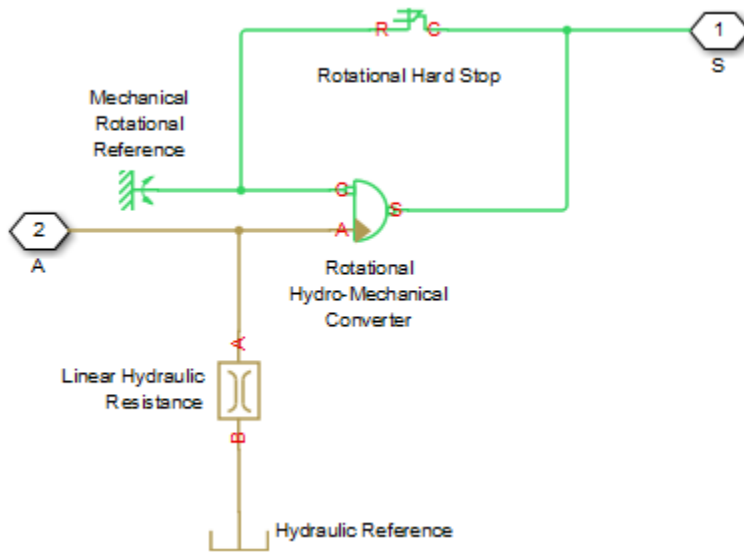 R
C
1
S
Rotational Hard Stop
Mechanical
Rotational
Reference
C
S
2
A
A
Rotational
Hydro-Mechanical
Converter
A
Linear Hydraulic
Resistance
B
Hydraulic Reference